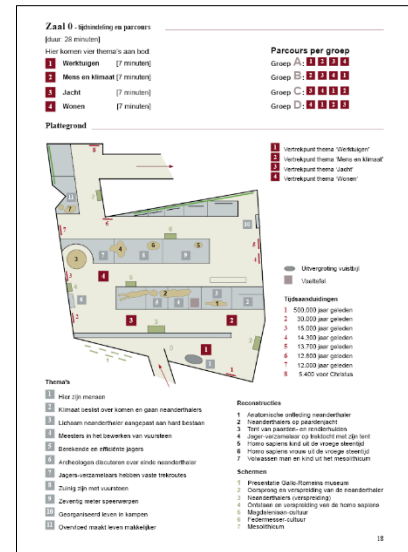 Zaal 0 - tijdsindeling en parcours
[duur: 28 minuten]
Hier komen vier thema's aan bod:
1 Werktuigen [7 minuten]
2 Mens en klimaat [7 minuten]
3 Jacht [7 minuten]
4 Wonen [7 minuten]
Parcours per groep
Groep A: 1 2 3 4
Groep B: 2 3 4 1
Groep C: 3 4 1 2
Groep D: 4 1 2 3
Plattegrond
1 Vertrekpunt thema 'Werktuigen'
2 Vertrekpunt thema 'Mens en klimaat'
3 Vertrekpunt thema 'Jacht'
4 Vertrekpunt thema 'Wonen'
Uitvergroting vuistbijl
Voeltafel
Tijdsaanduidingen
1 500.000 jaar geleden
2 30.000 jaar geleden
3 15.000 jaar geleden
4 14.300 jaar geleden
5 13.700 jaar geleden
6 12.800 jaar geleden
7 12.000 jaar geleden
8 5.400 voor Christus
Thema's
1 Hier zijn mensen
2 Klimaat beslist over komen en gaan neanderthalers
3 Lichaam neanderthaler aangepast aan hard bestaan
4 Meesters in het bewerken van vuursteen
5 Berekende en efficiënte jagers
6 Archeologen discuteren over einde neanderthaler
7 Jagers-verzamelaars hebben vaste trekroutes
8 Zuinig zijn met vuursteen
9 Zeventig meter speerwerpen
10 Georganiseerd leven in kampen
11 Overvloed maakt leven makkelijker
Reconstructies
1 Anatomische ontleding neanderthaler
2 Neanderthalers op paardenjacht
3 Tent van paarden- en rendierhuiden
4 Jager-verzamelaar op trektocht met zijn tent
5 Homo sapiens kind uit de vroege steentijd
6 Homo sapiens vrouw uit de vroege steentijd
7 Volwassen man en kind uit het mesolithicum
Schermen
1 Presentatie Gallo-Romeins museum
2 Oorsprong en verspreiding van de neanderthaler
3 Neanderthalers (verspreiding)
4 Ontstaan en verspreiding van de homo sapiens
5 Magdaleniaan-cultuur
6 Federmesser-cultuur
7 Mesolithicum
18